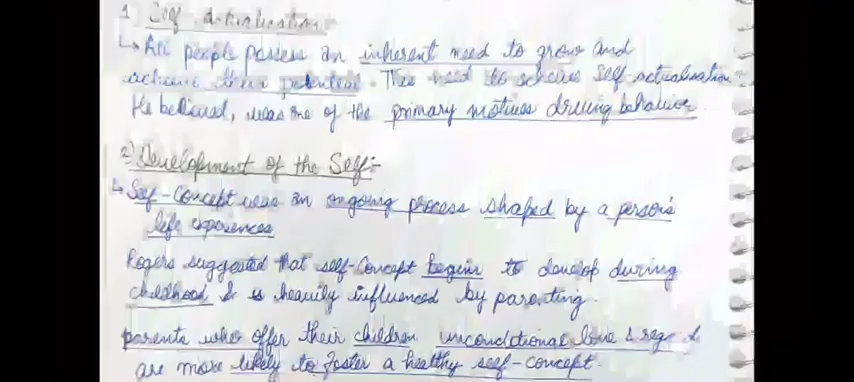 1) Self-actualisation:-
↳ All people possess an inherent need to grow and
achieve their potential. This need to achieve self-actualisation
He believed, was one of the primary motives driving behavior.
2) Development of the Self:-
↳ Self-Concept was an ongoing process shaped by a person's
life experiences
Rogers suggested that self-concept begins to develop during
childhood & is heavily influenced by parenting.
parents who offer their children unconditional love &
are more likely to foster a healthy self-concept.